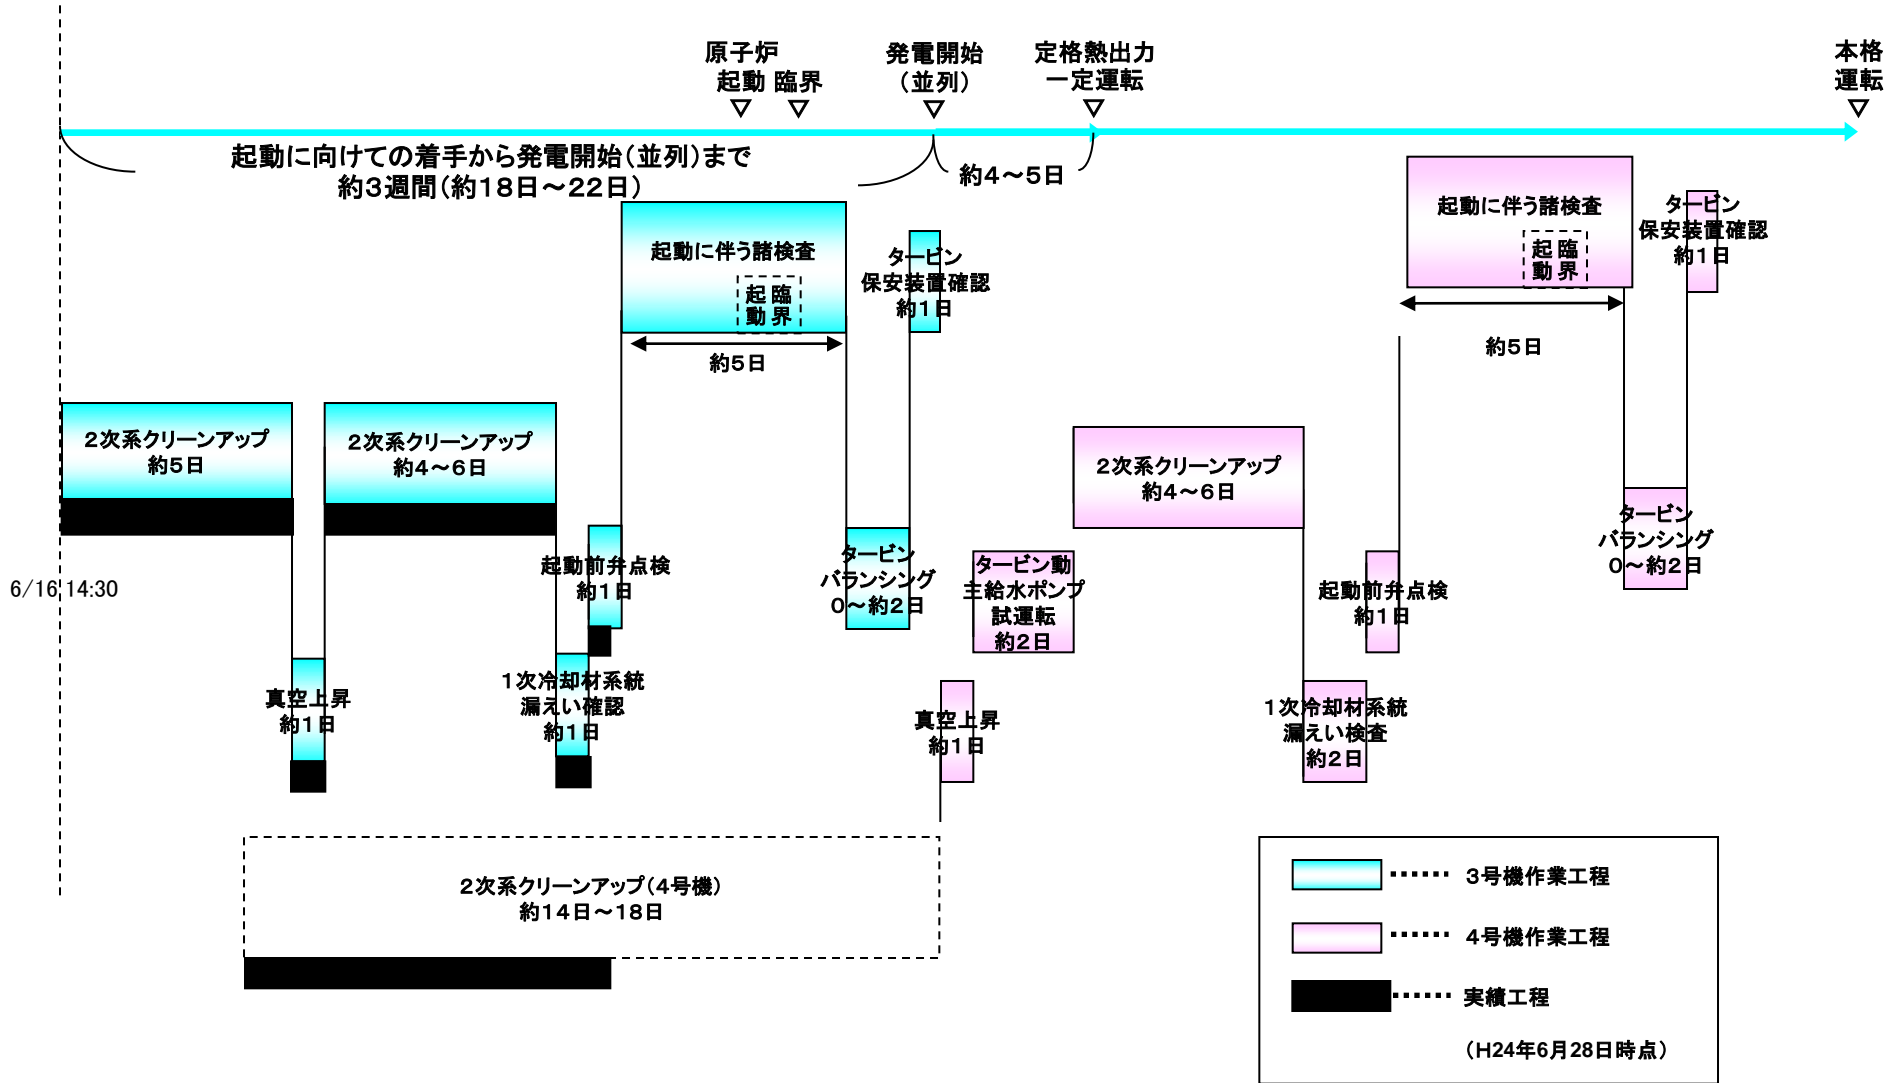 原子炉
起動 臨界
発電開始
(並列)
定格熱出力
一定運転
本格
運転
起動に向けての着手から発電開始(並列)まで
約3週間(約18日～22日)
約4～5日
起動に伴う諸検査
起 臨
動 界
約5日
タービン
保安装置確認
約1日
起動に伴う諸検査
起 臨
動 界
約5日
タービン
保安装置確認
約1日
2次系クリーンアップ
約5日
2次系クリーンアップ
約4～6日
2次系クリーンアップ
約4～6日
6/16 14:30
起動前弁点検
約1日
タービン
バランシング
0～約2日
タービン動
主給水ポンプ
試運転
約2日
起動前弁点検
約1日
タービン
バランシング
0～約2日
真空上昇
約1日
1次冷却材系統
漏えい確認
約1日
真空上昇
約1日
1次冷却材系統
漏えい検査
約2日
2次系クリーンアップ(4号機)
約14日～18日
3号機作業工程
4号機作業工程
実績工程
(H24年6月28日時点)